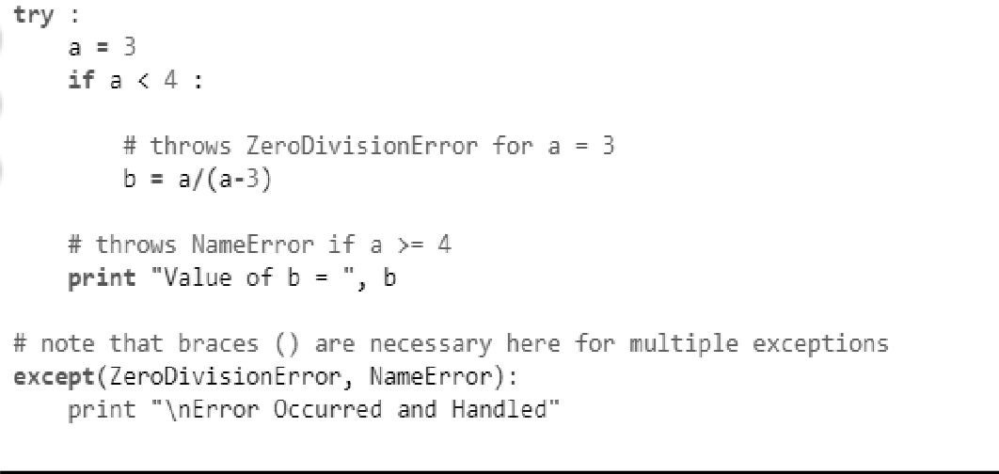 try :
    a = 3
    if a < 4 :
        # throws ZeroDivisionError for a = 3
        b = a/(a-3)
    # throws NameError if a >= 4
    print "Value of b = ", b
# note that braces () are necessary here for multiple exceptions
except(ZeroDivisionError, NameError):
    print "\nError Occurred and Handled"